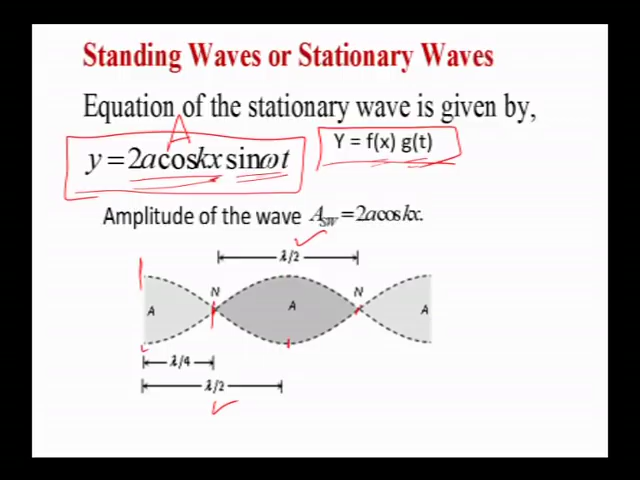 Standing Waves or Stationary Waves
Equation of the stationary wave is given by,
A
y = 2a cos kx sin ω t
Y = f(x) g(t)
Amplitude of the wave A_SW = 2a cos kx.
λ/2
N N
A A A
λ/4
λ/2